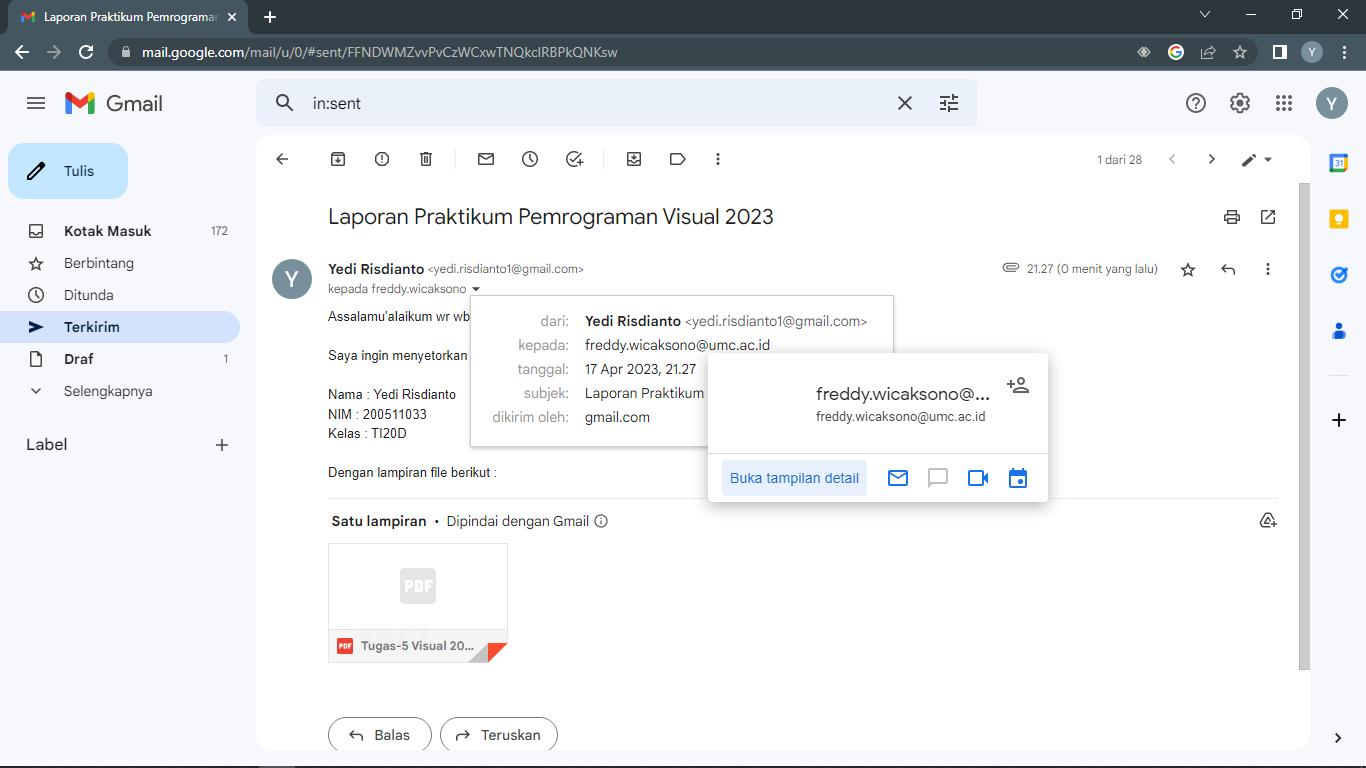 Laporan Praktikum Pemrograman
mail.google.com/mail/u/0/#sent/FFNDWMZvvPvCzWCxwTNQkclRBPkQNKsw
Y
Gmail
in:sent
Y
Tulis
1 dari 28
31
Kotak Masuk 172
Berbintang
Ditunda
Terkirim
Draf 1
Selengkapnya
Label
Laporan Praktikum Pemrograman Visual 2023
Y
Yedi Risdianto <yedi.risdianto1@gmail.com>
21.27 (0 menit yang lalu)
kepada freddy.wicaksono
Assalamu'alaikum wr wb
Saya ingin menyetorkan
Nama : Yedi Risdianto
NIM : 200511033
Kelas : TI20D
Dengan lampiran file berikut :
dari: Yedi Risdianto <yedi.risdianto1@gmail.com>
kepada: freddy.wicaksono@umc.ac.id
tanggal: 17 Apr 2023, 21.27
subjek: Laporan Praktikum
dikirim oleh: gmail.com
freddy.wicaksono@...
freddy.wicaksono@umc.ac.id
Buka tampilan detail
Satu lampiran • Dipindai dengan Gmail
PDF
PDF Tugas-5 Visual 20...
Balas
Teruskan